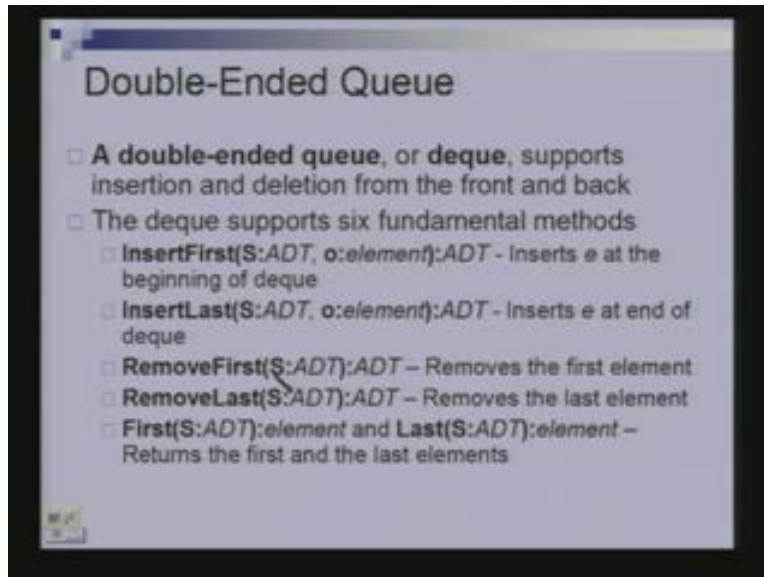 Double-Ended Queue
A double-ended queue, or deque, supports
insertion and deletion from the front and back
The deque supports six fundamental methods
InsertFirst(S:ADT, o:element):ADT - Inserts e at the
beginning of deque
InsertLast(S:ADT, o:element):ADT - Inserts e at end of
deque
RemoveFirst(S:ADT):ADT – Removes the first element
RemoveLast(S:ADT):ADT – Removes the last element
First(S:ADT):element and Last(S:ADT):element –
Returns the first and the last elements